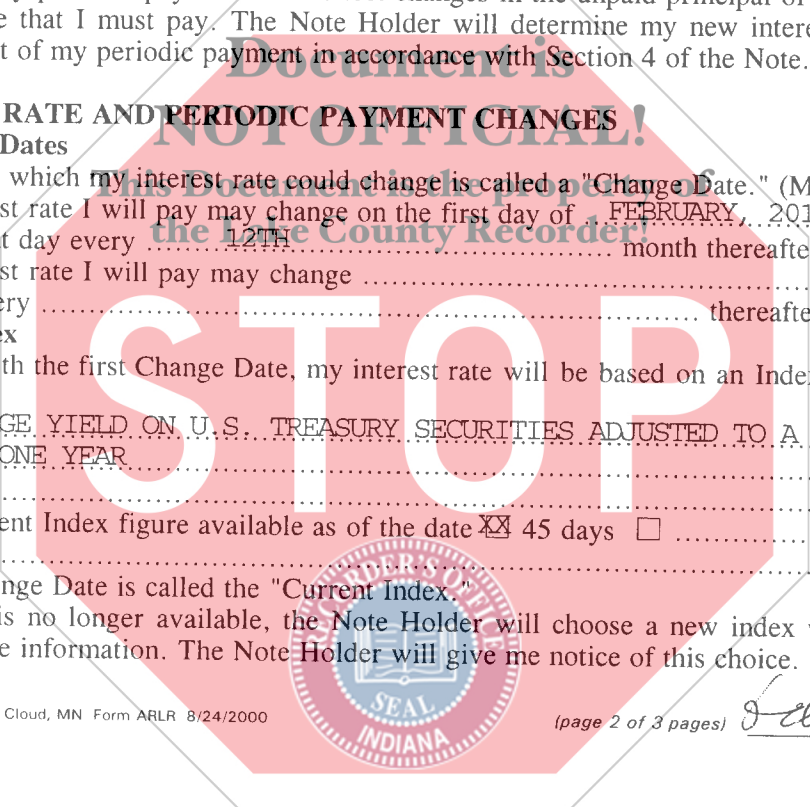 e that I must pay. The Note Holder will determine my new intere
t of my periodic payment in accordance with Section 4 of the Note.
Document is
RATE AND PERIODIC PAYMENT CHANGES
NOT OFFICIAL!
Dates
which my interest rate could change is called a "Change Date." (M
This Document is the property of
st rate I will pay may change on the first day of .. FEBRUARY, 201
the Lake County Recorder!
t day every ...... 12TH ...................................... month thereafte
st rate I will pay may change ......................................................
ery ............................................................................ thereafte
ex
th the first Change Date, my interest rate will be based on an Inde
STOP
GE YIELD ON U.S. TREASURY SECURITIES ADJUSTED TO A
ONE YEAR
ent Index figure available as of the date XX 45 days ☐ ..................
nge Date is called the "Current Index."
is no longer available, the Note Holder will choose a new index
e information. The Note Holder will give me notice of this choice.
RECORDER'S OFFICE
SEAL
INDIANA
Cloud, MN Form ARLR 8/24/2000
(page 2 of 3 pages)